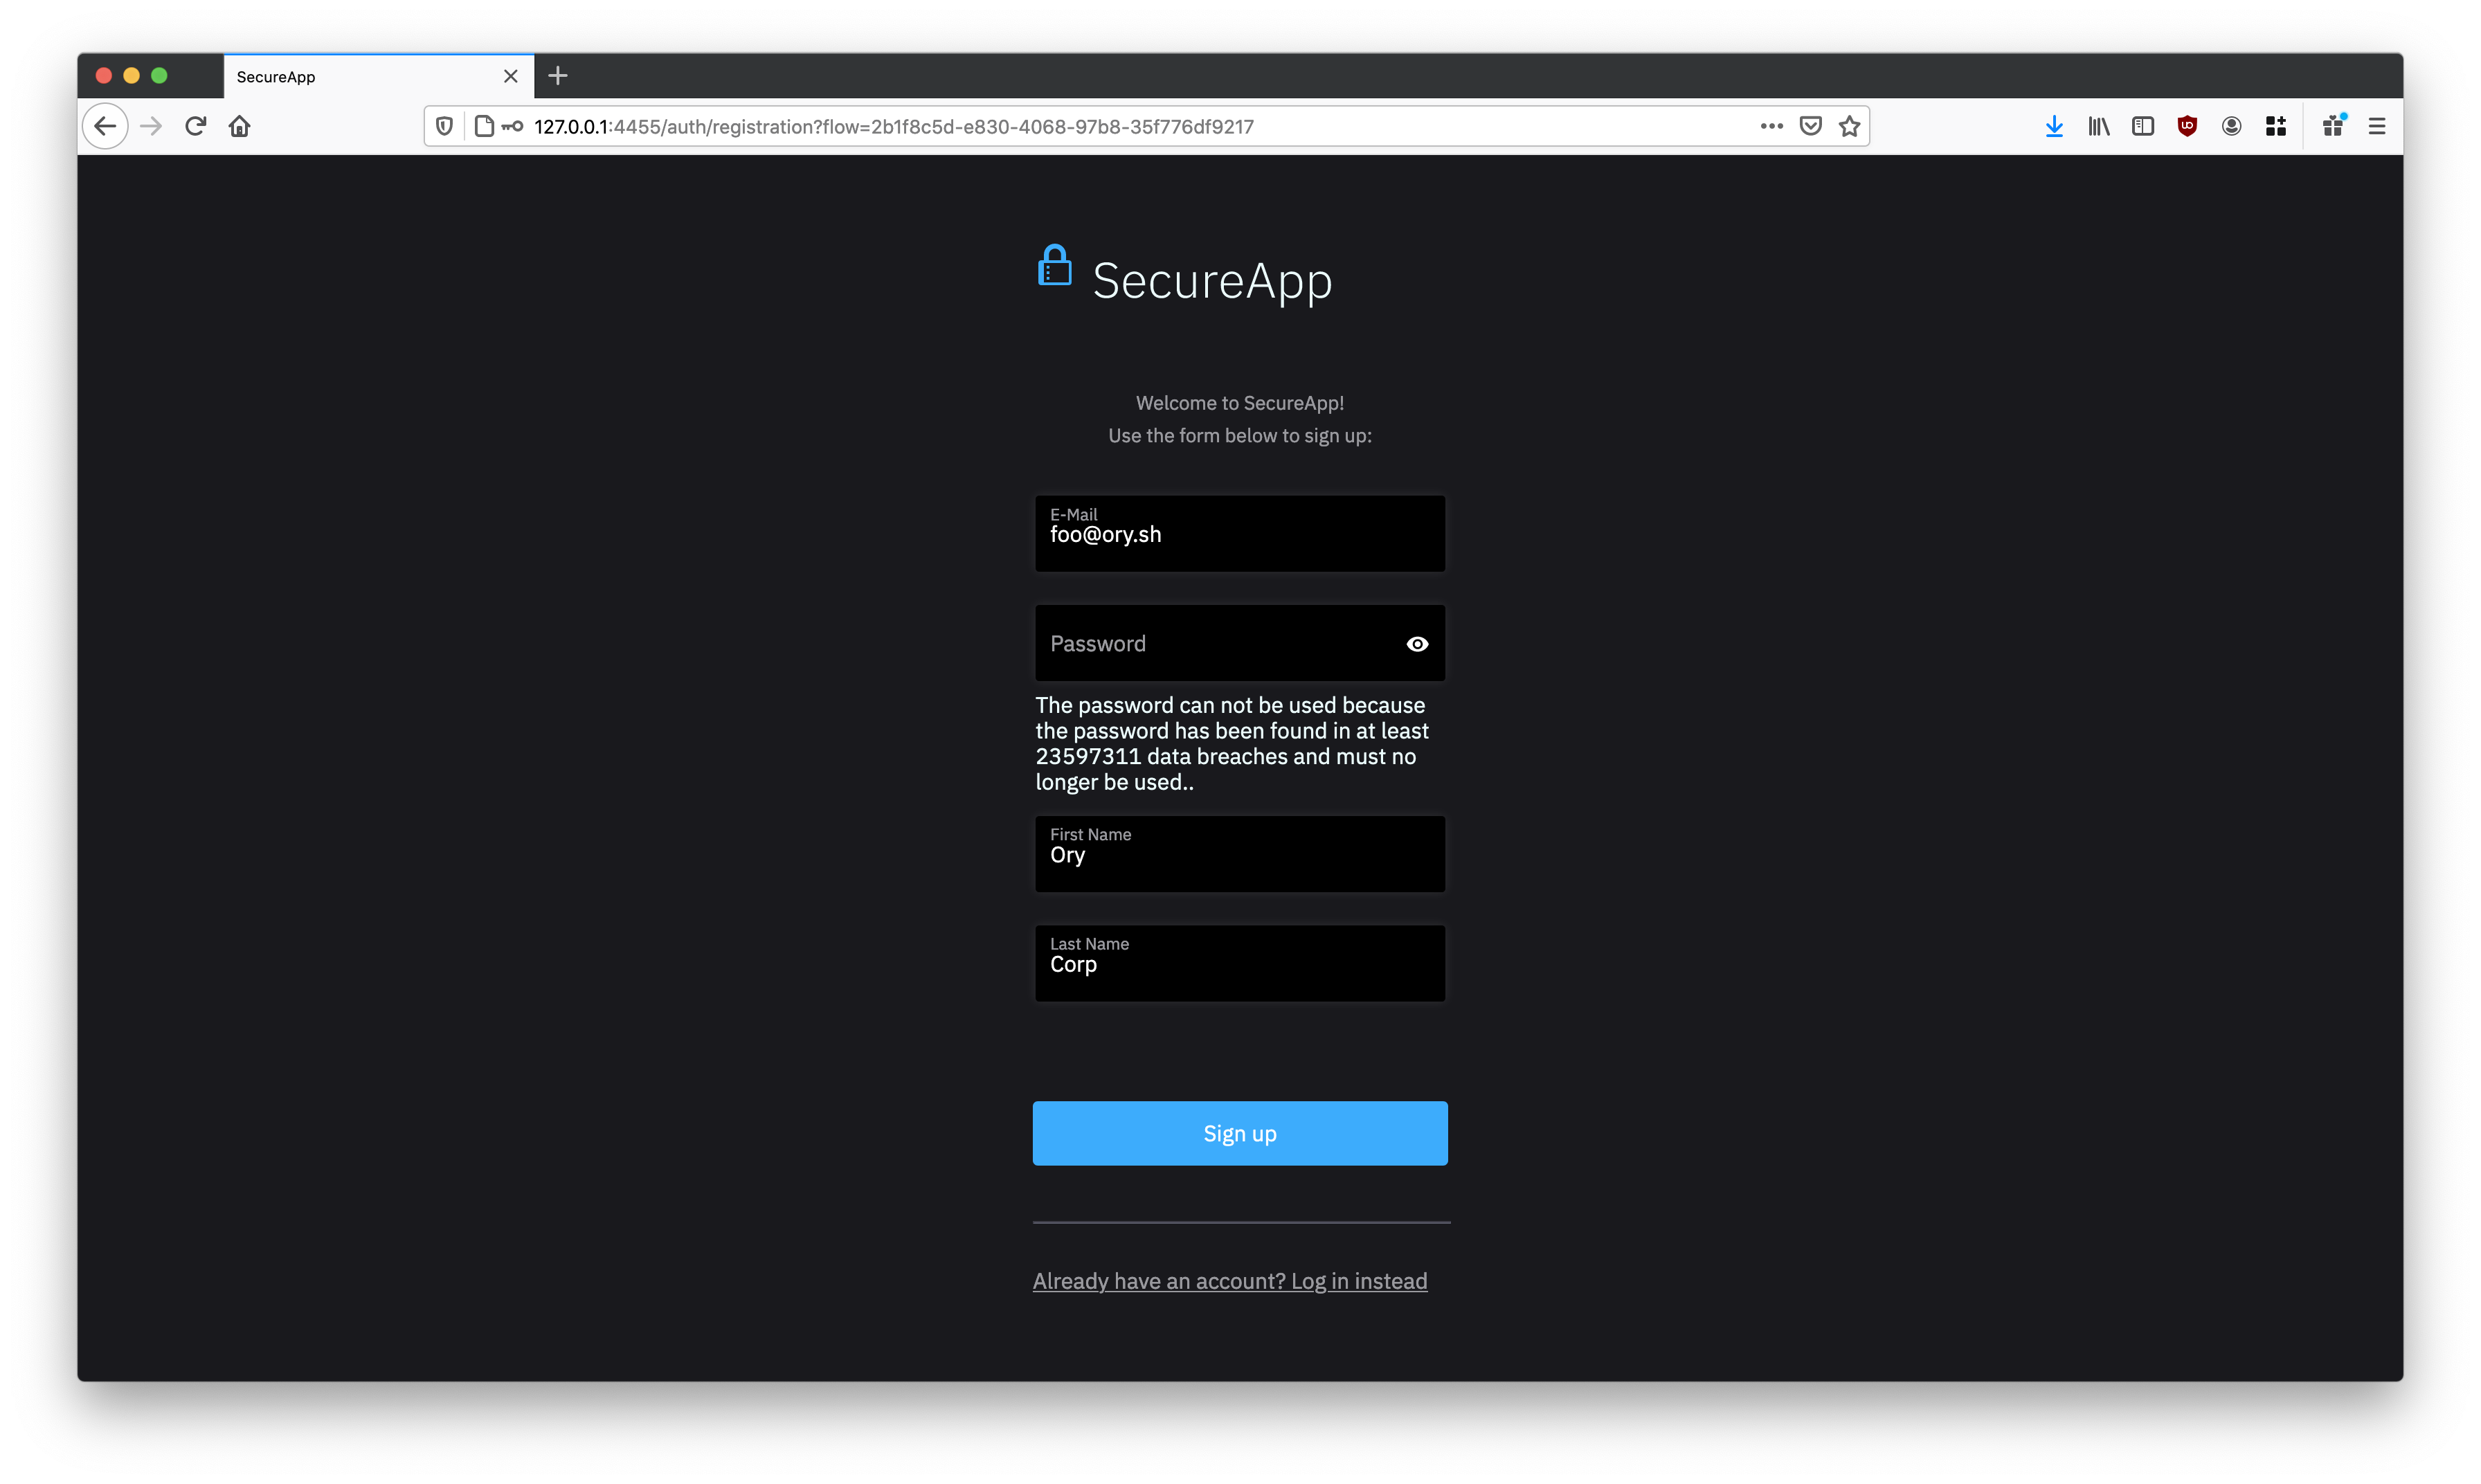 SecureApp
127.0.0.1:4455/auth/registration?flow=2b1f8c5d-e830-4068-97b8-35f776df9217
SecureApp
Welcome to SecureApp!
Use the form below to sign up:
E-Mail
foo@ory.sh
Password
The password can not be used because
the password has been found in at least
23597311 data breaches and must no
longer be used..
First Name
Ory
Last Name
Corp
Sign up
Already have an account? Log in instead